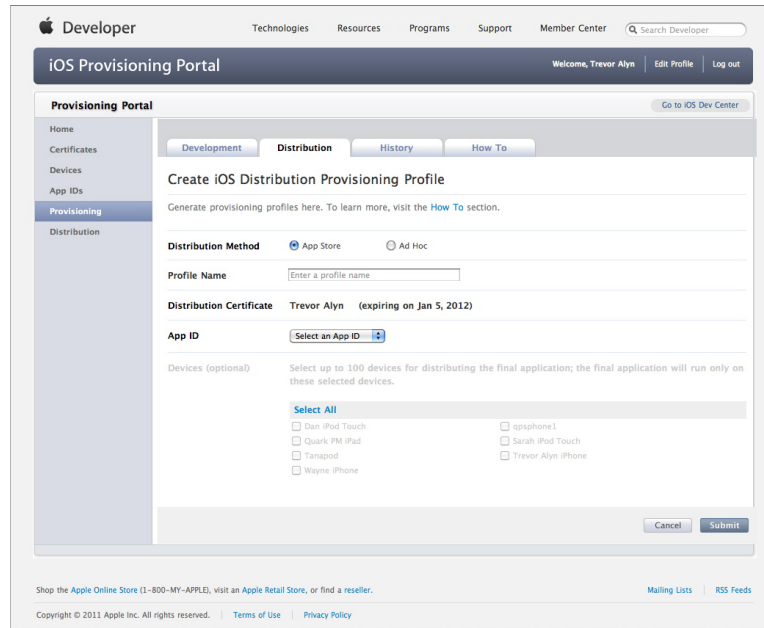 Developer
Technologies Resources Programs Support Member Center Search Developer
iOS Provisioning Portal
Welcome, Trevor Alyn Edit Profile Log out
Provisioning Portal
Go to iOS Dev Center
Home
Certificates
Devices
App IDs
Provisioning
Distribution
Development Distribution History How To
Create iOS Distribution Provisioning Profile
Generate provisioning profiles here. To learn more, visit the How To section.
Distribution Method App Store Ad Hoc
Profile Name Enter a profile name
Distribution Certificate Trevor Alyn (expiring on Jan 5, 2012)
App ID Select an App ID
Devices (optional) Select up to 100 devices for distributing the final application; the final application will run only on
these selected devices.
Select All
Dan iPod Touch qpsphone1
Quark PM iPad Sarah iPod Touch
Tanapod Trevor Alyn iPhone
Wayne iPhone
Cancel Submit
Shop the Apple Online Store (1-800-MY-APPLE), visit an Apple Retail Store, or find a reseller.
Mailing Lists RSS Feeds
Copyright © 2011 Apple Inc. All rights reserved. Terms of Use Privacy Policy